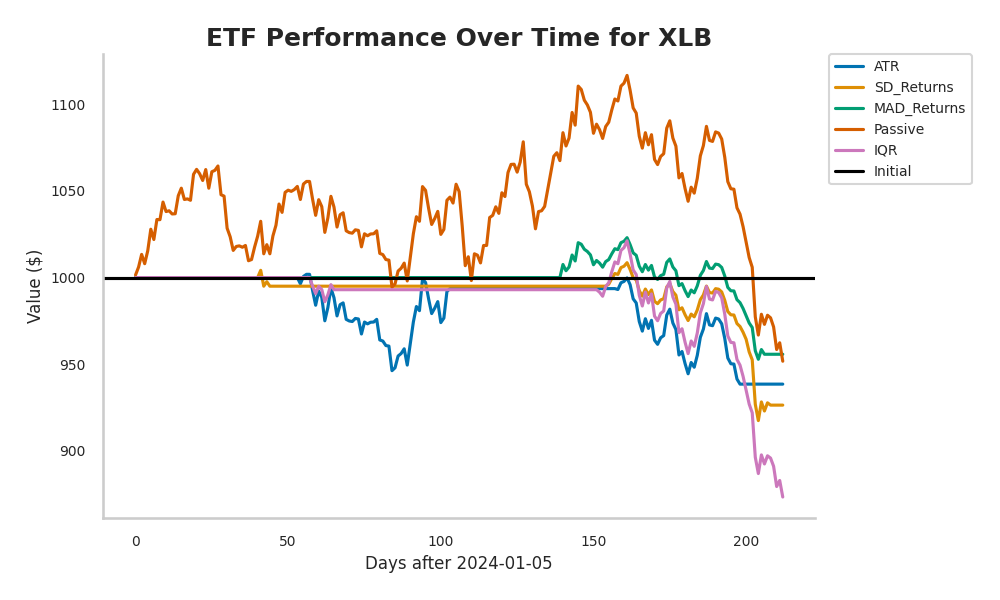 ETF Performance Over Time for XLB
ATR
SD_Returns
MAD_Returns
Passive
IQR
Initial
Value ($)
1100
1050
1000
950
900
0
50
100
150
200
Days after 2024-01-05